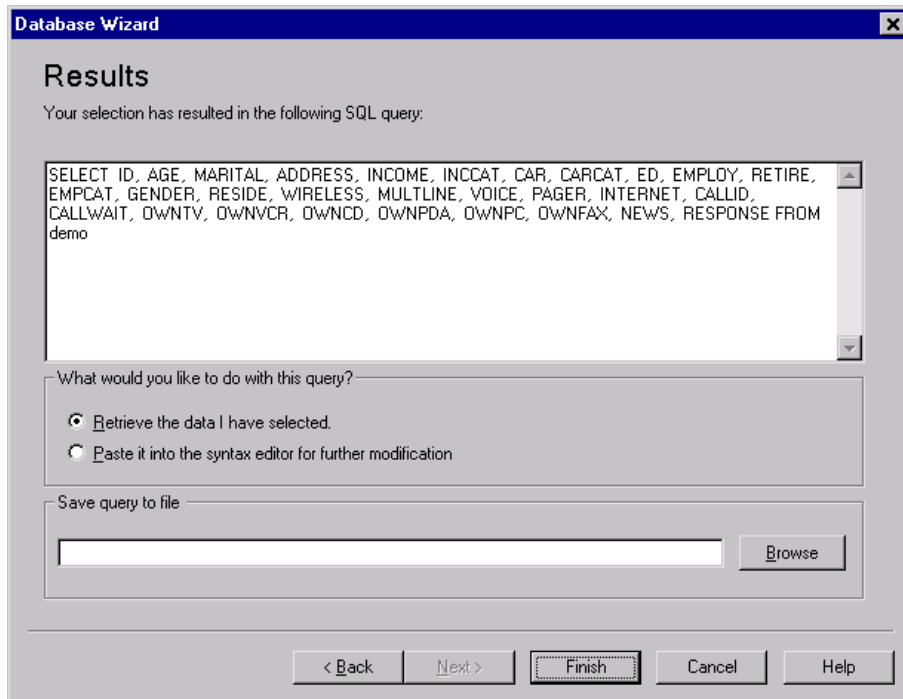 Database Wizard
Results
Your selection has resulted in the following SQL query:
SELECT ID, AGE, MARITAL, ADDRESS, INCOME, INCCAT, CAR, CARCAT, ED, EMPLOY, RETIRE,
EMPCAT, GENDER, RESIDE, WIRELESS, MULTLINE, VOICE, PAGER, INTERNET, CALLID,
CALLWAIT, OWNTV, OWNVCR, OWNCD, OWNPDA, OWNPC, OWNFAX, NEWS, RESPONSE FROM
demo
What would you like to do with this query?
Retrieve the data I have selected.
Paste it into the syntax editor for further modification
Save query to file
Browse
< Back Next > Finish Cancel Help